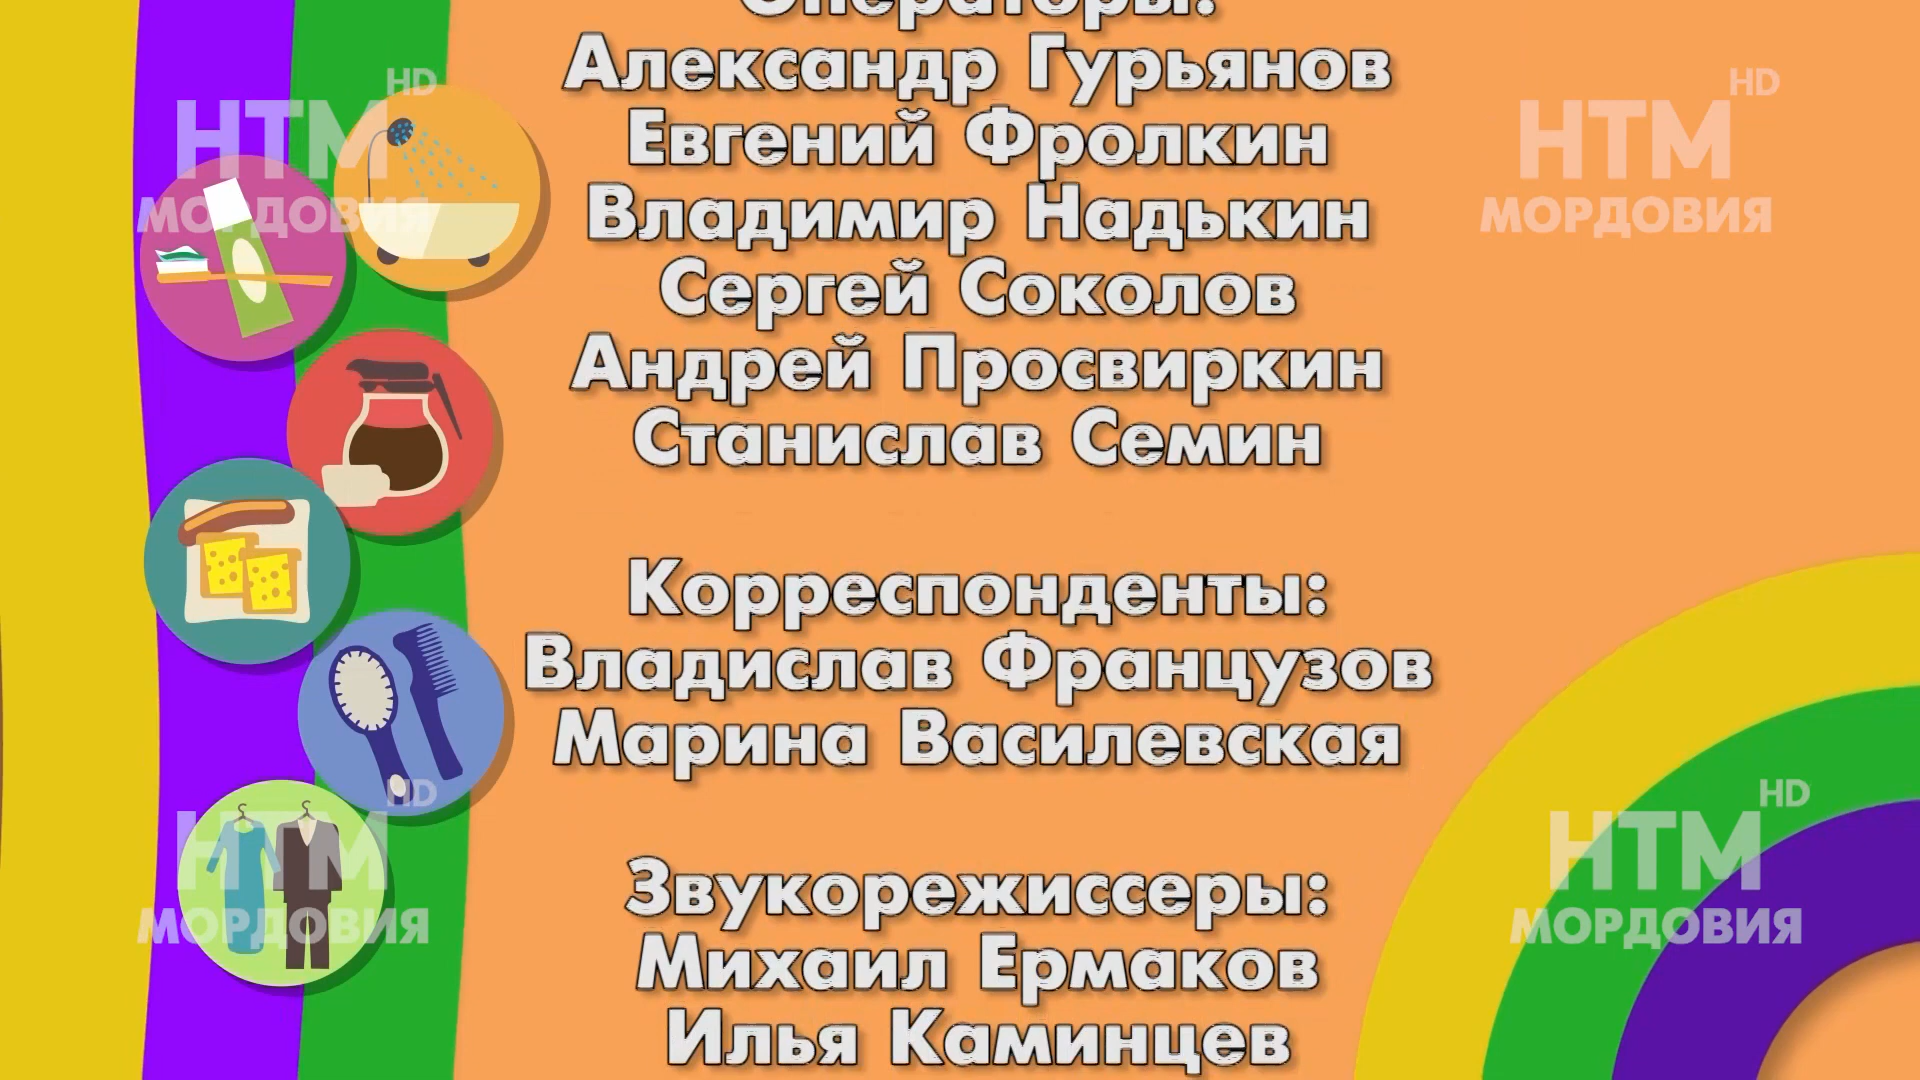 Операторы:
Александр Гурьянов
Евгений Фролкин
Владимир Надькин
Сергей Соколов
Андрей Просвиркин
Станислав Семин
Корреспонденты:
Владислав Французов
Марина Василевская
Звукорежиссеры:
Михаил Ермаков
Илья Каминцев
НТМ HD
МОРДОВИЯ
НТМ HD
МОРДОВИЯ
НТМ HD
МОРДОВИЯ
НТМ HD
МОРДОВИЯ